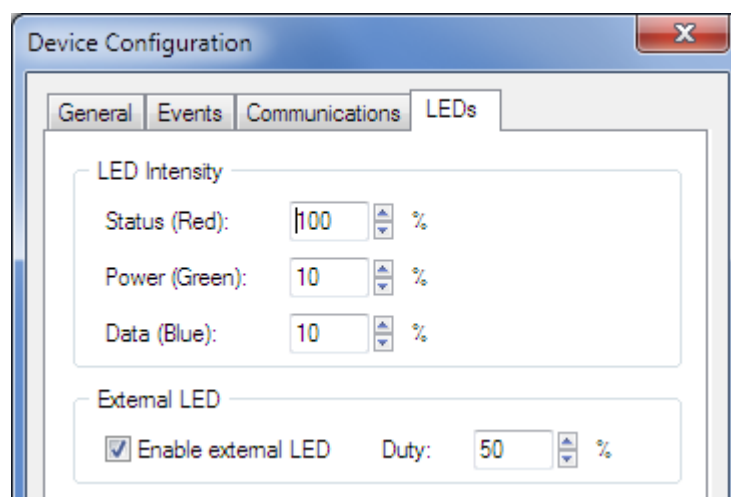 Device Configuration
General Events Communications LEDs
LED Intensity
Status (Red): 100 %
Power (Green): 10 %
Data (Blue): 10 %
External LED
Enable external LED Duty: 50 %